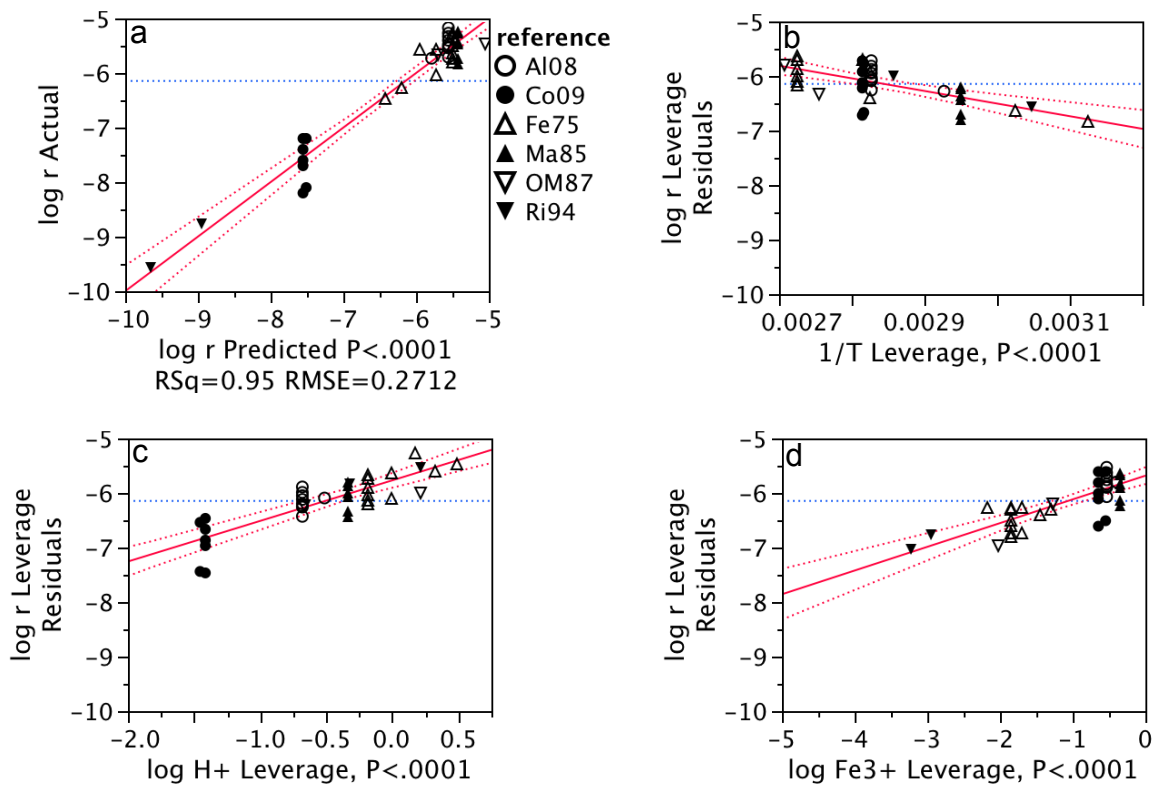 a
log r Actual
−5
−6
−7
−8
−9
−10
−10 −9 −8 −7 −6 −5
log r Predicted P<.0001
RSq=0.95 RMSE=0.2712
reference
Al08
Co09
Fe75
Ma85
OM87
Ri94
b
log r Leverage
Residuals
−5
−6
−7
−8
−9
−10
0.0027 0.0029 0.0031
1/T Leverage, P<.0001
c
log r Leverage
Residuals
−5
−6
−7
−8
−9
−10
−2.0 −1.0 −0.5 0.0 0.5
log H+ Leverage, P<.0001
d
log r Leverage
Residuals
−5
−6
−7
−8
−9
−10
−5 −4 −3 −2 −1 0
log Fe3+ Leverage, P<.0001